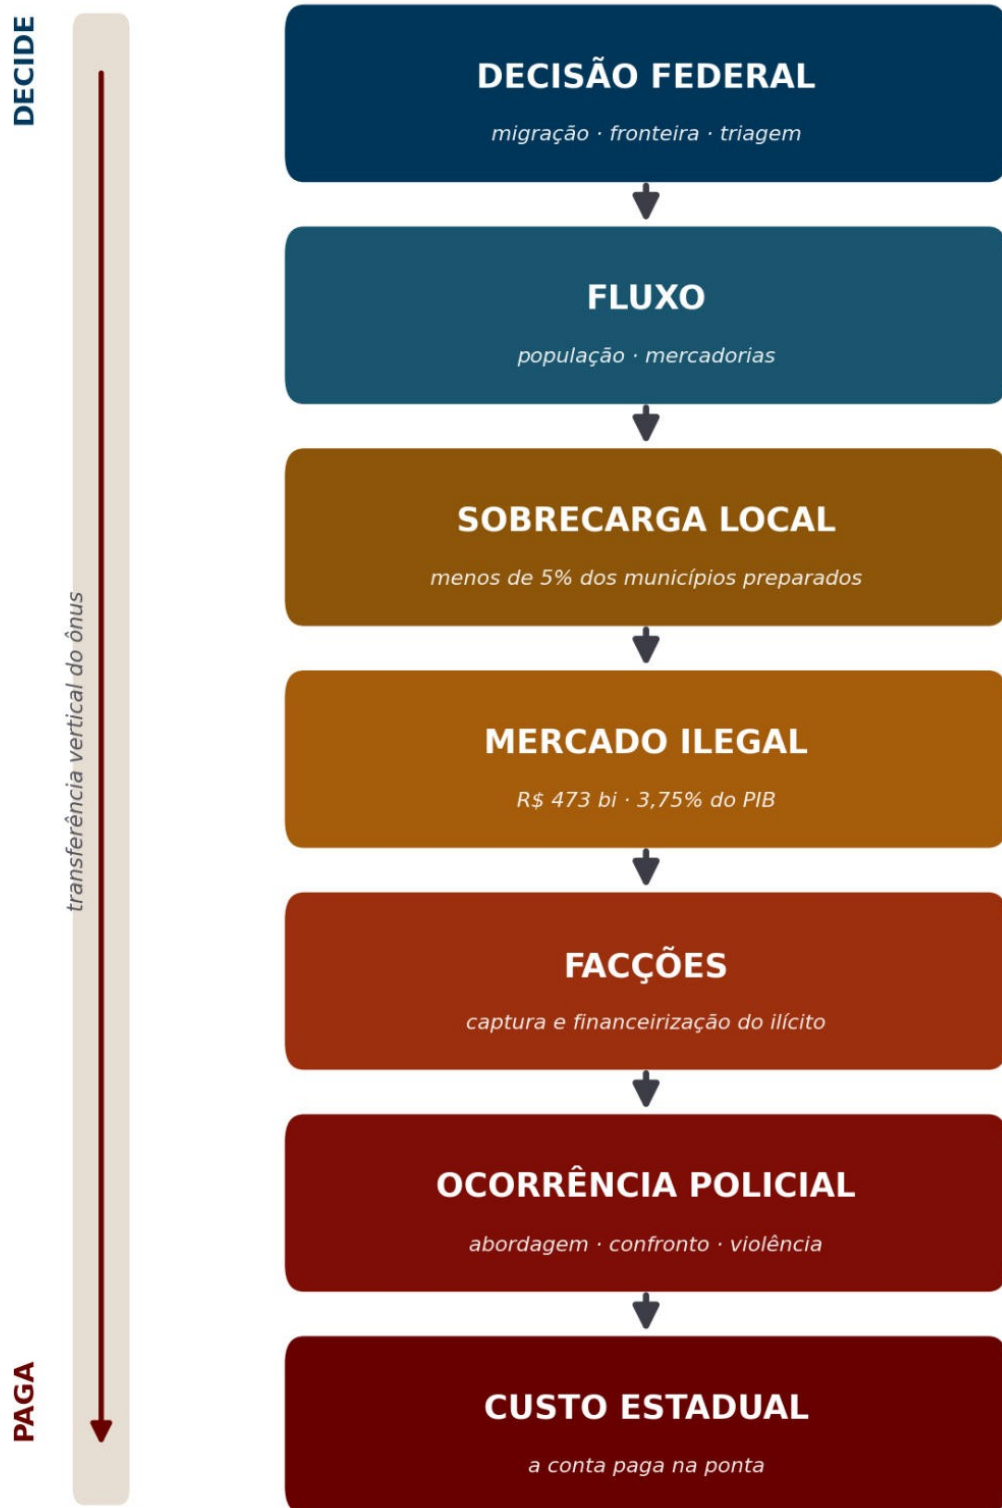 DECIDE
DECISÃO FEDERAL
migração · fronteira · triagem
FLUXO
população · mercadorias
SOBRECARGA LOCAL
menos de 5% dos municípios preparados
transferência vertical do ônus
MERCADO ILEGAL
R$ 473 bi · 3,75% do PIB
FACÇÕES
captura e financeirização do ilícito
OCORRÊNCIA POLICIAL
abordagem · confronto · violência
PAGA
CUSTO ESTADUAL
a conta paga na ponta